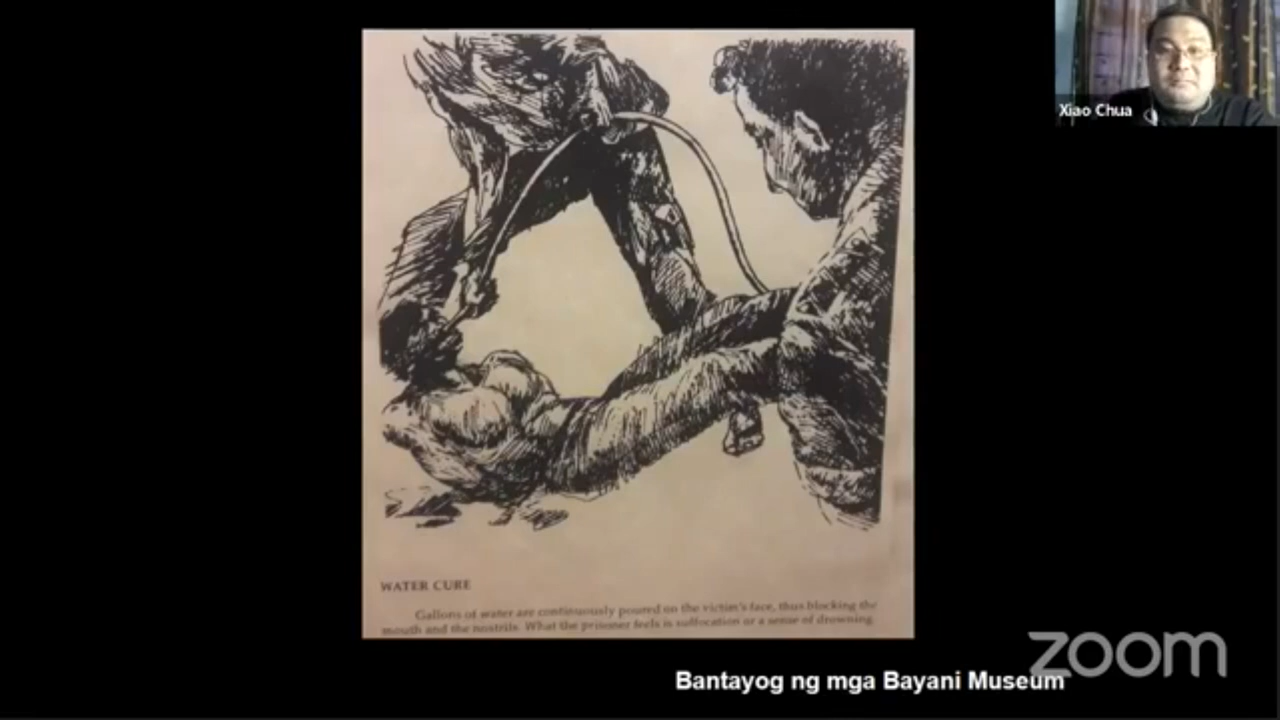 Xiao Chua
WATER CURE
Gallons of water are continuously poured on the victim's face, thus blocking the
mouth and the nostrils. What the prisoner feels is suffocation or a sense of drowning.
zoom
Bantayog ng mga Bayani Museum